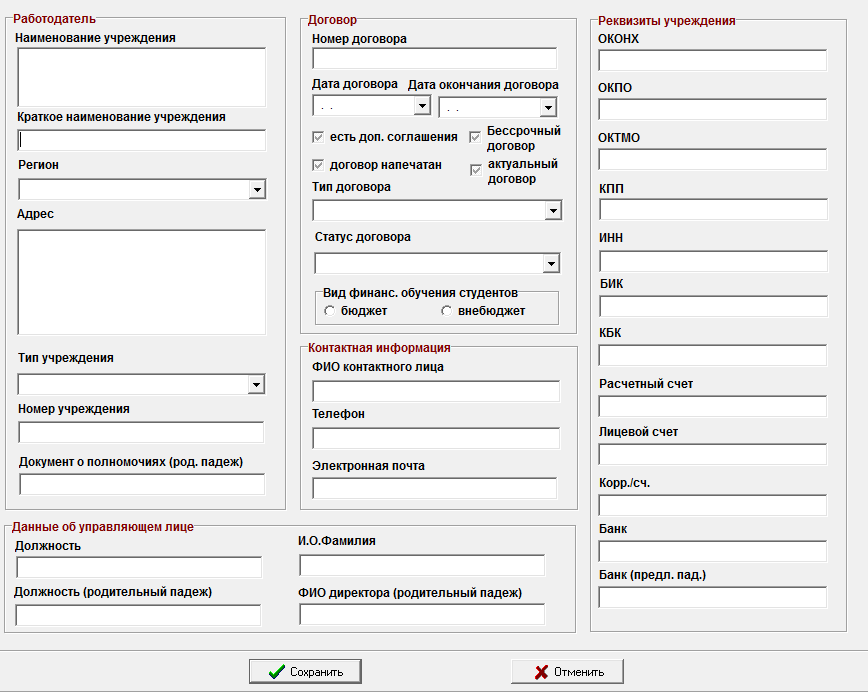 Работодатель
Наименование учреждения
Краткое наименование учреждения
Регион
Адрес
Тип учреждения
Номер учреждения
Документ о полномочиях (род. падеж)
Договор
Номер договора
Дата договора Дата окончания договора
. . . .
есть доп. соглашения
Бессрочный
договор
договор напечатан
актуальный
договор
Тип договора
Статус договора
Вид финанс. обучения студентов
бюджет внебюджет
Контактная информация
ФИО контактного лица
Телефон
Электронная почта
Реквизиты учреждения
ОКОНХ
ОКПО
ОКТМО
КПП
ИНН
БИК
КБК
Расчетный счет
Лицевой счет
Корр./сч.
Банк
Банк (предл. пад.)
Данные об управляющем лице
Должность
И.О.Фамилия
Должность (родительный падеж)
ФИО директора (родительный падеж)
Сохранить
Отменить